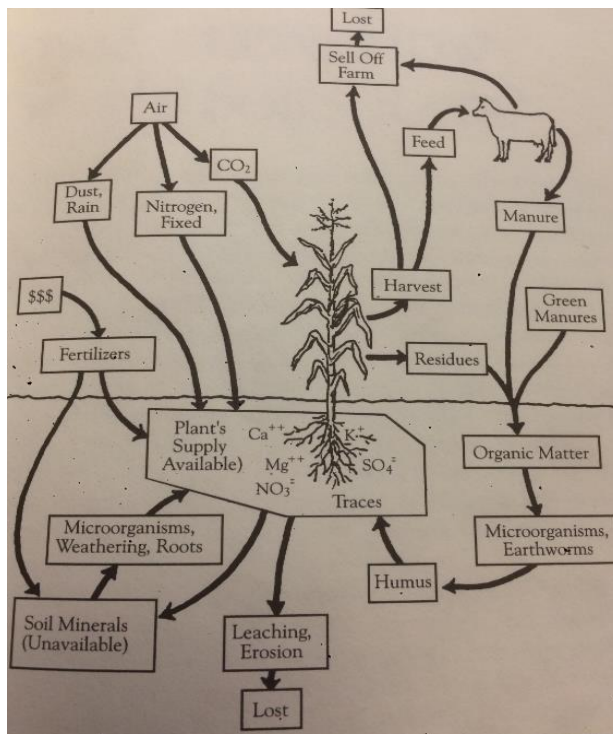 Lost
Sell Off
Farm
Air
CO₂
Feed
Dust,
Rain
Nitrogen,
Fixed
Manure
$$$
Harvest
Green
Manures
Fertilizers
Residues
Plant's
Supply
Available)
Ca⁺⁺
K⁺
Mg⁺⁺
SO₄⁼
NO₃⁼
Traces
Organic Matter
Microorganisms,
Weathering, Roots
Microorganisms,
Earthworms
Humus
Soil Minerals
(Unavailable)
Leaching,
Erosion
Lost